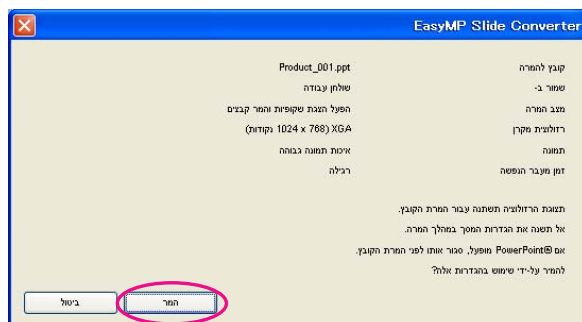 EasyMP Slide Converter
קובץ להמרה Product_001.ppt
שמור ב- שולחן עבודה
מצב המרה הפעל הצגת שקופיות והמר קבצים
רזולוצית מקרן XGA (768 x 1024 נקודות)
תמונה איכות תמונה גבוהה
זמן מעבר הנפשה רגילה
תצוגת הרזולוציה תשתנה עבור המרת הקובץ.
אל תשנה את הגדרות המסך במהלך המרה.
אם PowerPoint® מופעל, סגור אותו לפני המרת הקובץ.
להמיר על-ידי שימוש בהגדרות אלה?
המר ביטול